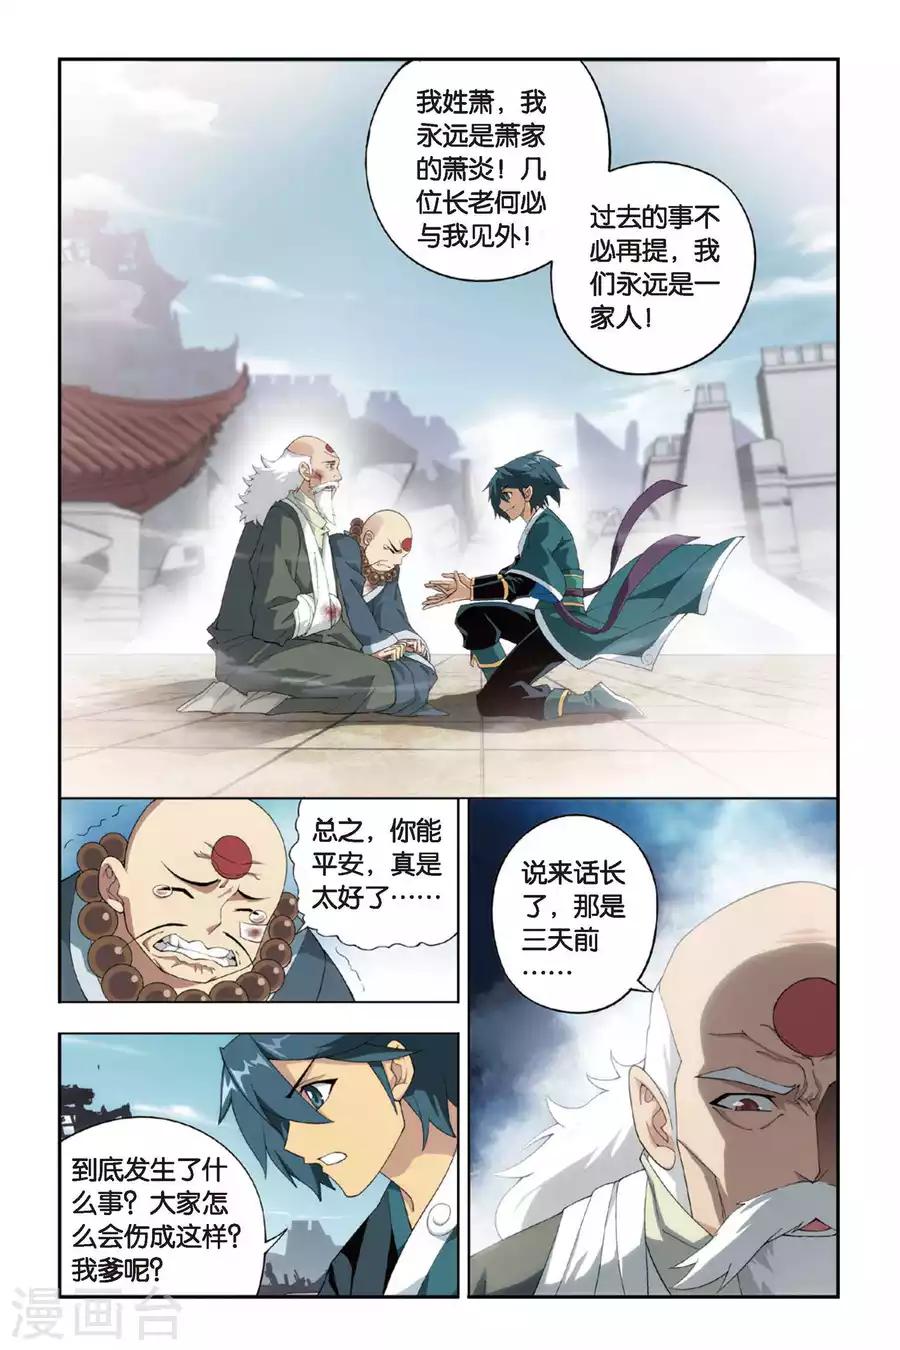 我姓萧，我
永远是萧家
的萧炎！几
位长老何必
与我见外！
过去的事不
必再提，我
们永远是一
家人！
总之，你能
平安，真是
太好了……
到底发生了什
么事？大家怎
么会伤成这样？
我爹呢？
说来话长
了，那是
三天前
……
漫画台